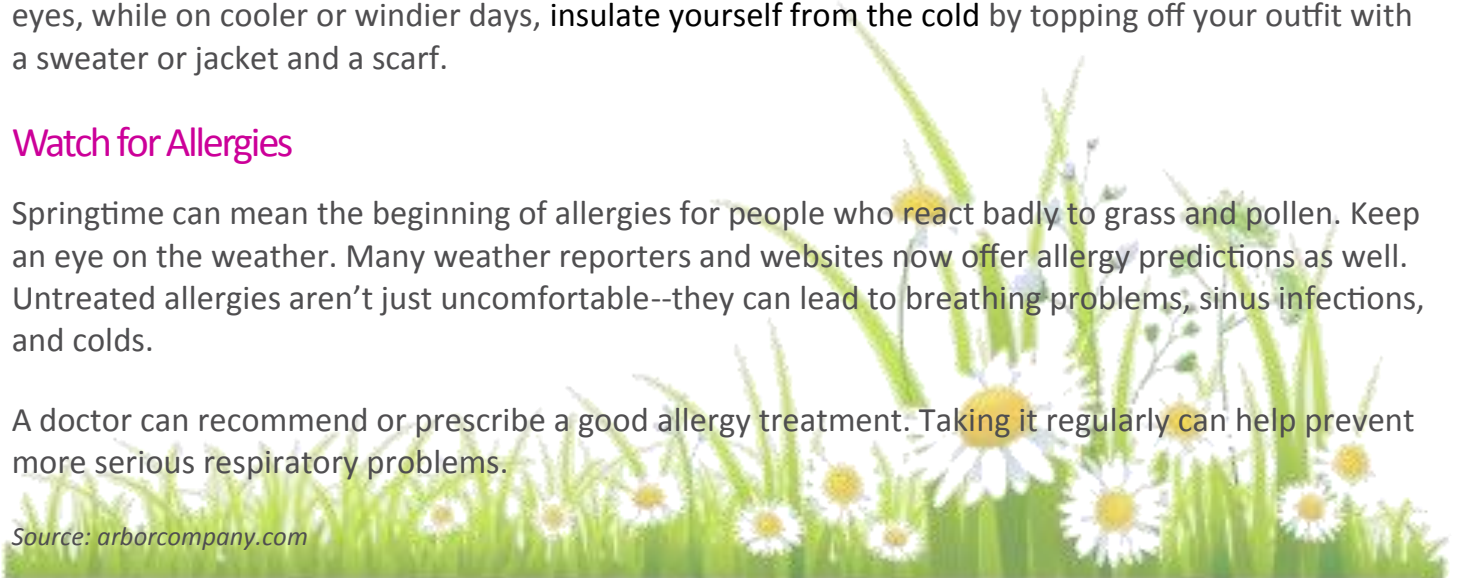 eyes, while on cooler or windier days, insulate yourself from the cold by topping off your outfit with
a sweater or jacket and a scarf.
Watch for Allergies
Springtime can mean the beginning of allergies for people who react badly to grass and pollen. Keep
an eye on the weather. Many weather reporters and websites now offer allergy predictions as well.
Untreated allergies aren’t just uncomfortable--they can lead to breathing problems, sinus infections,
and colds.
A doctor can recommend or prescribe a good allergy treatment. Taking it regularly can help prevent
more serious respiratory problems.
Source: arborcompany.com